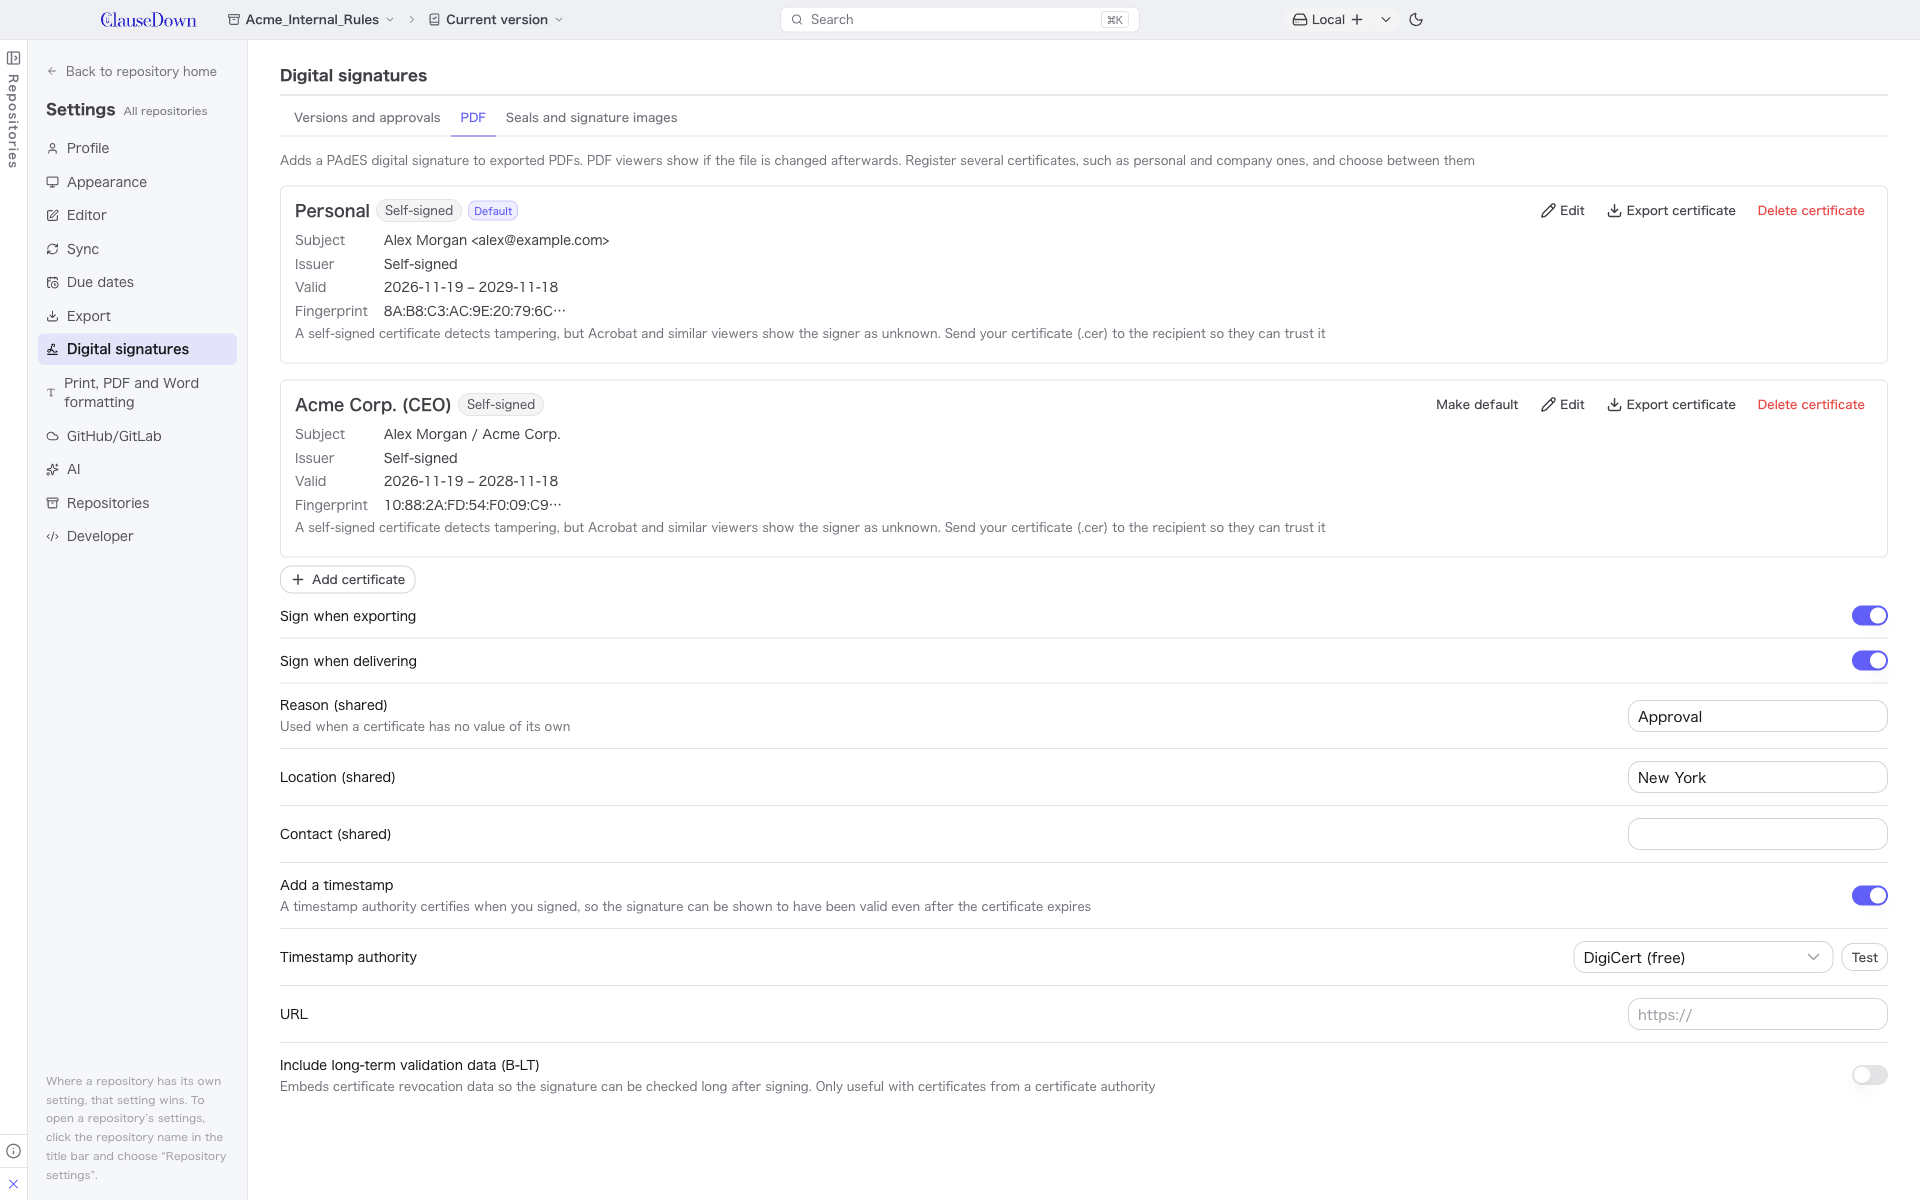 ClauseDown
Acme_Internal_Rules
Current version
Search
⌘K
Local
Repositories
Back to repository home
Settings All repositories
Profile
Appearance
Editor
Sync
Due dates
Export
Digital signatures
Print, PDF and Word
formatting
GitHub/GitLab
AI
Repositories
Developer
Where a repository has its own
setting, that setting wins. To
open a repository's settings,
click the repository name in the
title bar and choose "Repository
settings".
Digital signatures
Versions and approvals PDF Seals and signature images
Adds a PAdES digital signature to exported PDFs. PDF viewers show if the file is changed afterwards. Register several certificates, such as personal and company ones, and choose between them
Personal Self-signed Default Edit Export certificate Delete certificate
Subject Alex Morgan <alex@example.com>
Issuer Self-signed
Valid 2026-11-19 – 2029-11-18
Fingerprint 8A:B8:C3:AC:9E:20:79:6C…
A self-signed certificate detects tampering, but Acrobat and similar viewers show the signer as unknown. Send your certificate (.cer) to the recipient so they can trust it
Acme Corp. (CEO) Self-signed Make default Edit Export certificate Delete certificate
Subject Alex Morgan / Acme Corp.
Issuer Self-signed
Valid 2026-11-19 – 2028-11-18
Fingerprint 10:88:2A:FD:54:F0:09:C9…
A self-signed certificate detects tampering, but Acrobat and similar viewers show the signer as unknown. Send your certificate (.cer) to the recipient so they can trust it
Add certificate
Sign when exporting
Sign when delivering
Reason (shared)
Used when a certificate has no value of its own
Approval
Location (shared) New York
Contact (shared)
Add a timestamp
A timestamp authority certifies when you signed, so the signature can be shown to have been valid even after the certificate expires
Timestamp authority DigiCert (free) Test
URL https://
Include long-term validation data (B-LT)
Embeds certificate revocation data so the signature can be checked long after signing. Only useful with certificates from a certificate authority